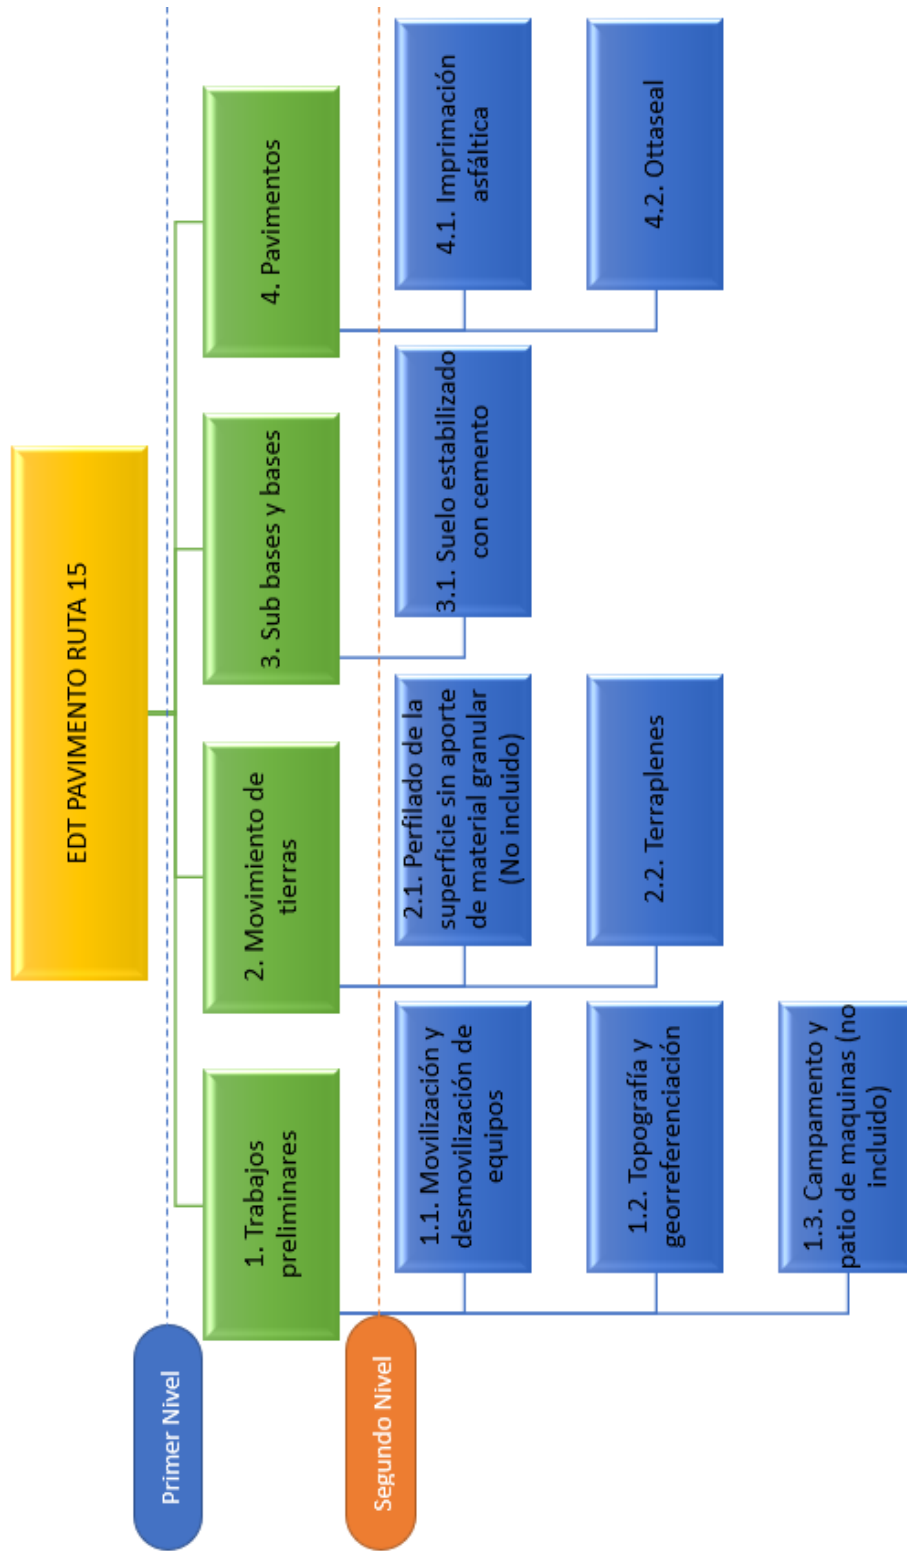 EDT PAVIMENTO RUTA 15
Primer Nivel
1. Trabajos
preliminares
2. Movimiento de
tierras
3. Sub bases y bases
4. Pavimentos
Segundo Nivel
1.1. Movilización y
desmovilización de
equipos
1.2. Topografía y
georreferenciación
1.3. Campamento y
patio de maquinas (no
incluido)
2.1. Perfilado de la
superficie sin aporte
de material granular
(No incluido)
2.2. Terraplenes
3.1. Suelo estabilizado
con cemento
4.1. Imprimación
asfáltica
4.2. Ottaseal